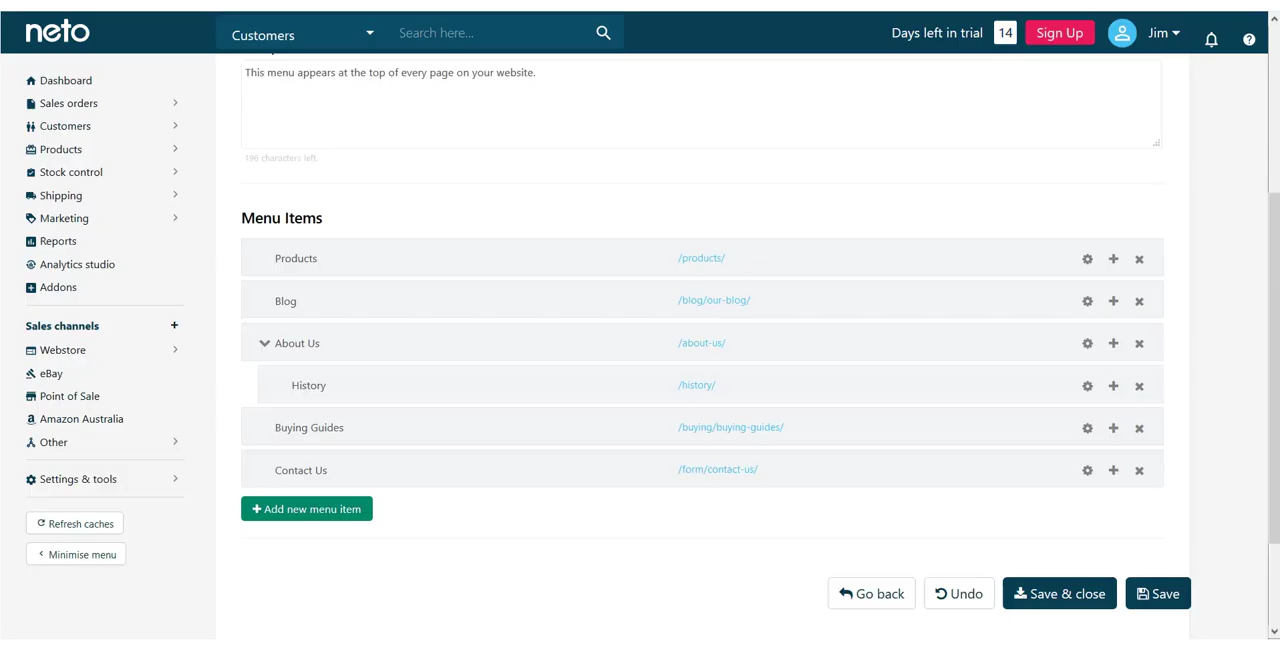 neto
Customers
Search here...
Days left in trial 14 Sign Up Jim
Dashboard
Sales orders
Customers
Products
Stock control
Shipping
Marketing
Reports
Analytics studio
Addons
Sales channels +
Webstore
eBay
Point of Sale
Amazon Australia
Other
Settings & tools
Refresh caches
Minimise menu
This menu appears at the top of every page on your website.
196 characters left.
Menu Items
Products /products/
Blog /blog/our-blog/
About Us /about-us/
History /history/
Buying Guides /buying/buying-guides/
Contact Us /form/contact-us/
+ Add new menu item
Go back Undo Save & close Save